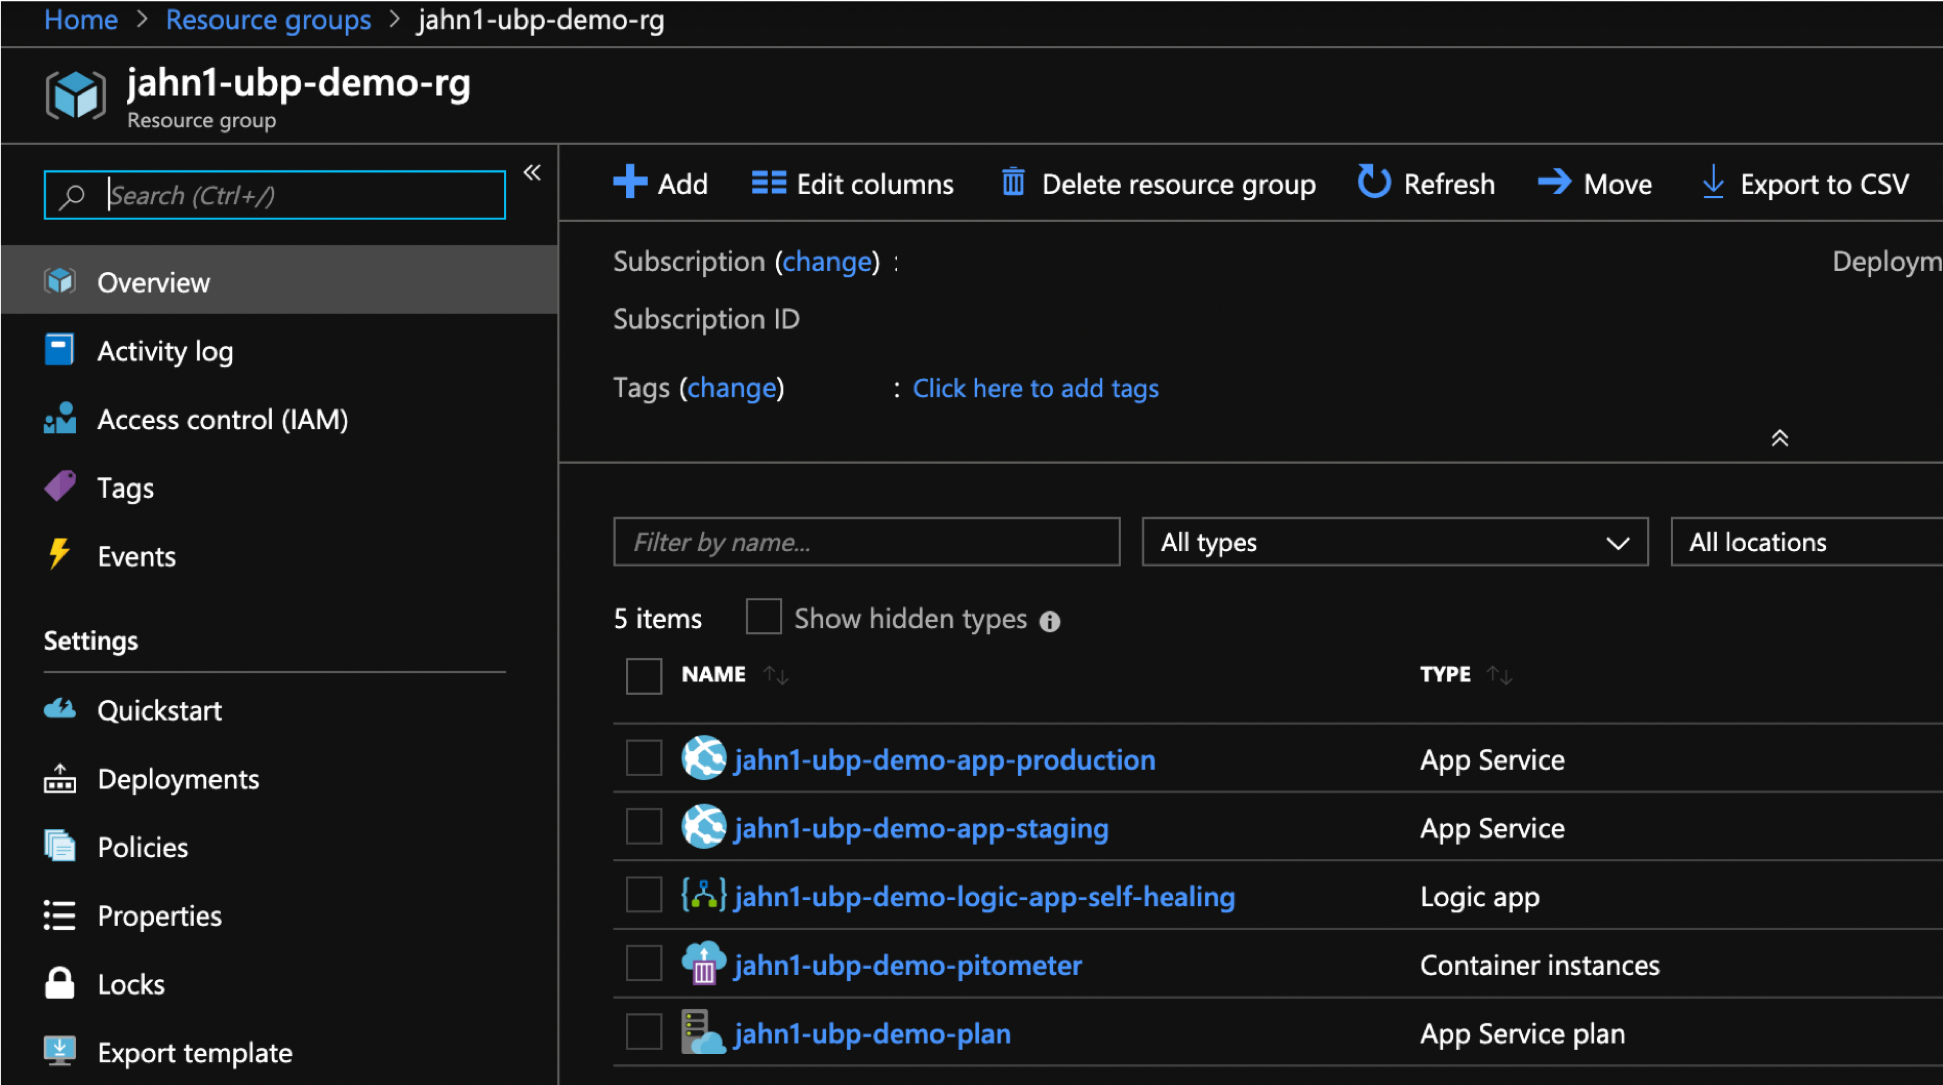 Home > Resource groups > jahn1-ubp-demo-rg
jahn1-ubp-demo-rg
Resource group
Search (Ctrl+/)
«
Overview
Activity log
Access control (IAM)
Tags
Events
Settings
Quickstart
Deployments
Policies
Properties
Locks
Export template
Add Edit columns Delete resource group Refresh Move Export to CSV
Subscription (change) : Deploym
Subscription ID
Tags (change) : Click here to add tags
Filter by name... All types All locations
5 items Show hidden types
NAME TYPE
jahn1-ubp-demo-app-production App Service
jahn1-ubp-demo-app-staging App Service
jahn1-ubp-demo-logic-app-self-healing Logic app
jahn1-ubp-demo-pitometer Container instances
jahn1-ubp-demo-plan App Service plan